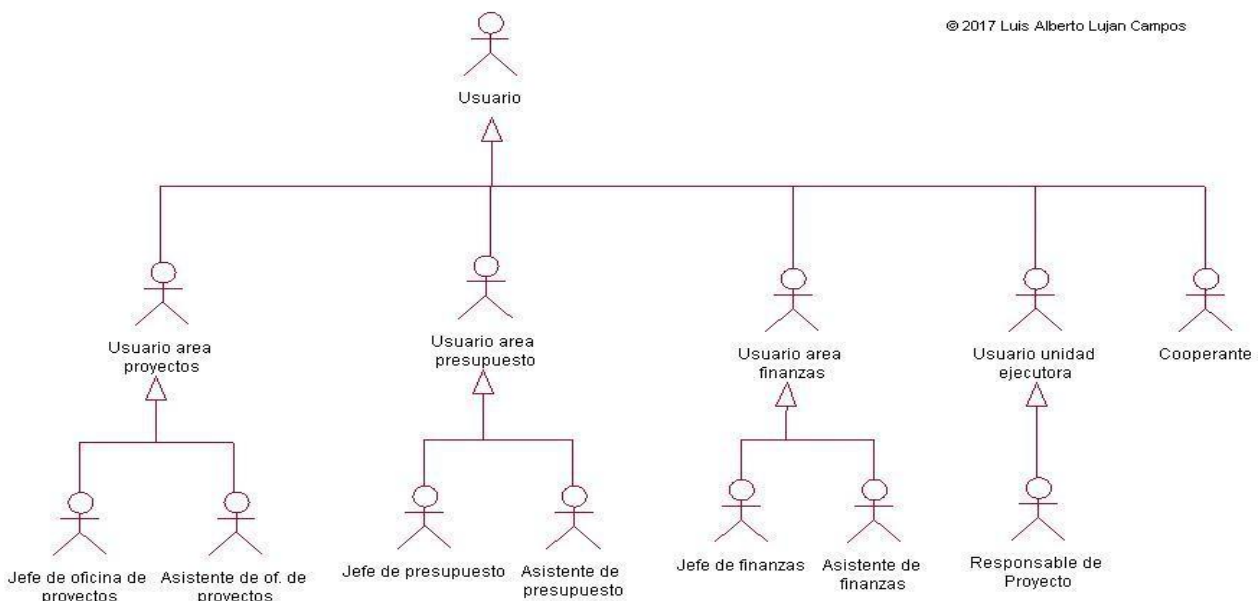 © 2017 Luis Alberto Lujan Campos
Usuario
Usuario area
proyectos
Usuario area
presupuesto
Usuario area
finanzas
Usuario unidad
ejecutora
Cooperante
Jefe de oficina de
proyectos
Asistente de of. de
proyectos
Jefe de presupuesto
Asistente de
presupuesto
Jefe de finanzas
Asistente de
finanzas
Responsable de
Proyecto